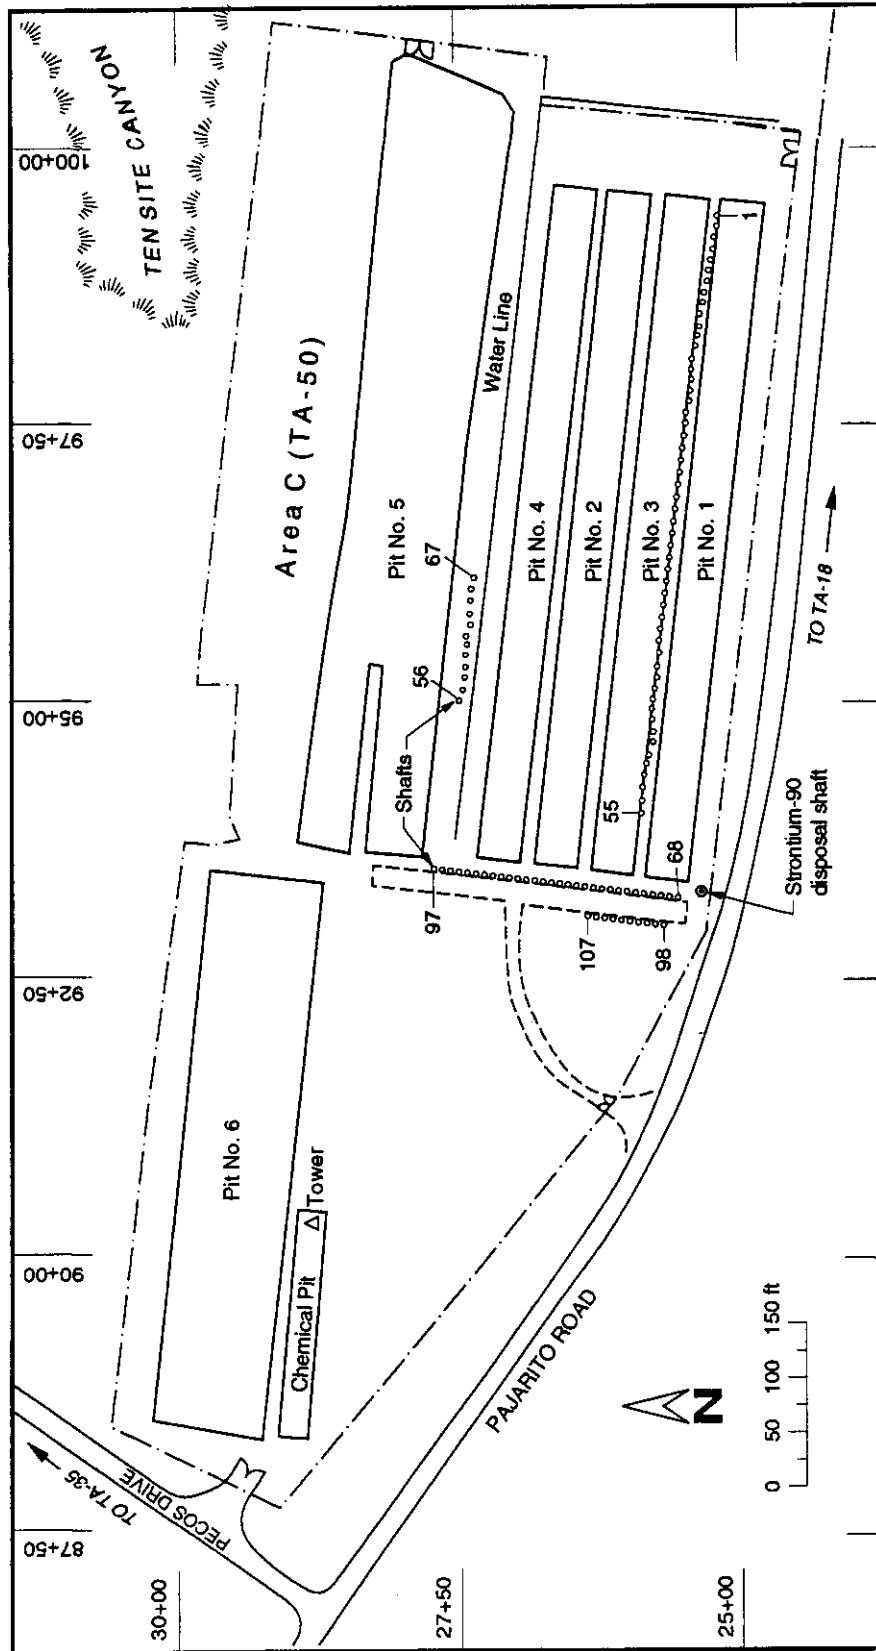 TEN SITE CANYON
Area C (TA-50)
100+00
97+50
95+00
92+50
90+00
87+50
30+00
27+50
25+00
Pit No. 5
Water Line
67
56
Shafts
97
Pit No. 4
Pit No. 2
Pit No. 3
Pit No. 1
1
55
68
107
98
Strontium-90
disposal shaft
TO TA-18
Pit No. 6
Chemical Pit
Tower
PAJARITO ROAD
PECOS DRIVE
TO TA-35
N
0 50 100 150 ft